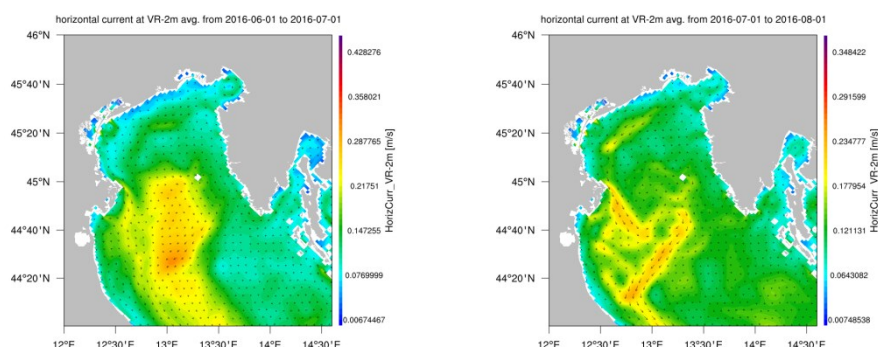 horizontal current at VR-2m avg. from 2016-06-01 to 2016-07-01
46°N
45°40'
45°20'
45°N
44°40'
44°20'
12°E
12°30'E
13°E
13°30'E
14°E
14°30'E
0.428276
0.358021
0.287765
0.21751
0.147255
0.0769999
0.00674467
HorizCurr_VR-2m [m/s]
horizontal current at VR-2m avg. from 2016-07-01 to 2016-08-01
46°N
45°40'
45°20'
45°N
44°40'
44°20'
12°E
12°30'E
13°E
13°30'E
14°E
14°30'E
0.348422
0.291599
0.234777
0.177954
0.121131
0.0643082
0.00748538
HorizCurr_VR-2m [m/s]